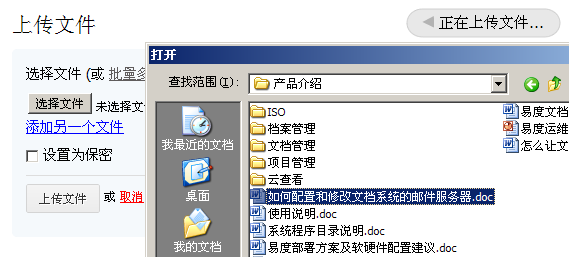 上传文件
正在上传文件...
选择文件 (或 批量多
选择文件 未选择文
添加另一个文件
设置为保密
上传文件 或 取消
打开
查找范围(I): 产品介绍
我最近的文档
桌面
我的文档
ISO
档案管理
文档管理
项目管理
云查看
如何配置和修改文档系统的邮件服务器.doc
使用说明.doc
系统程序目录说明.doc
易度部署方案及软硬件配置建议.doc
易度文档
易度运维
怎么让文